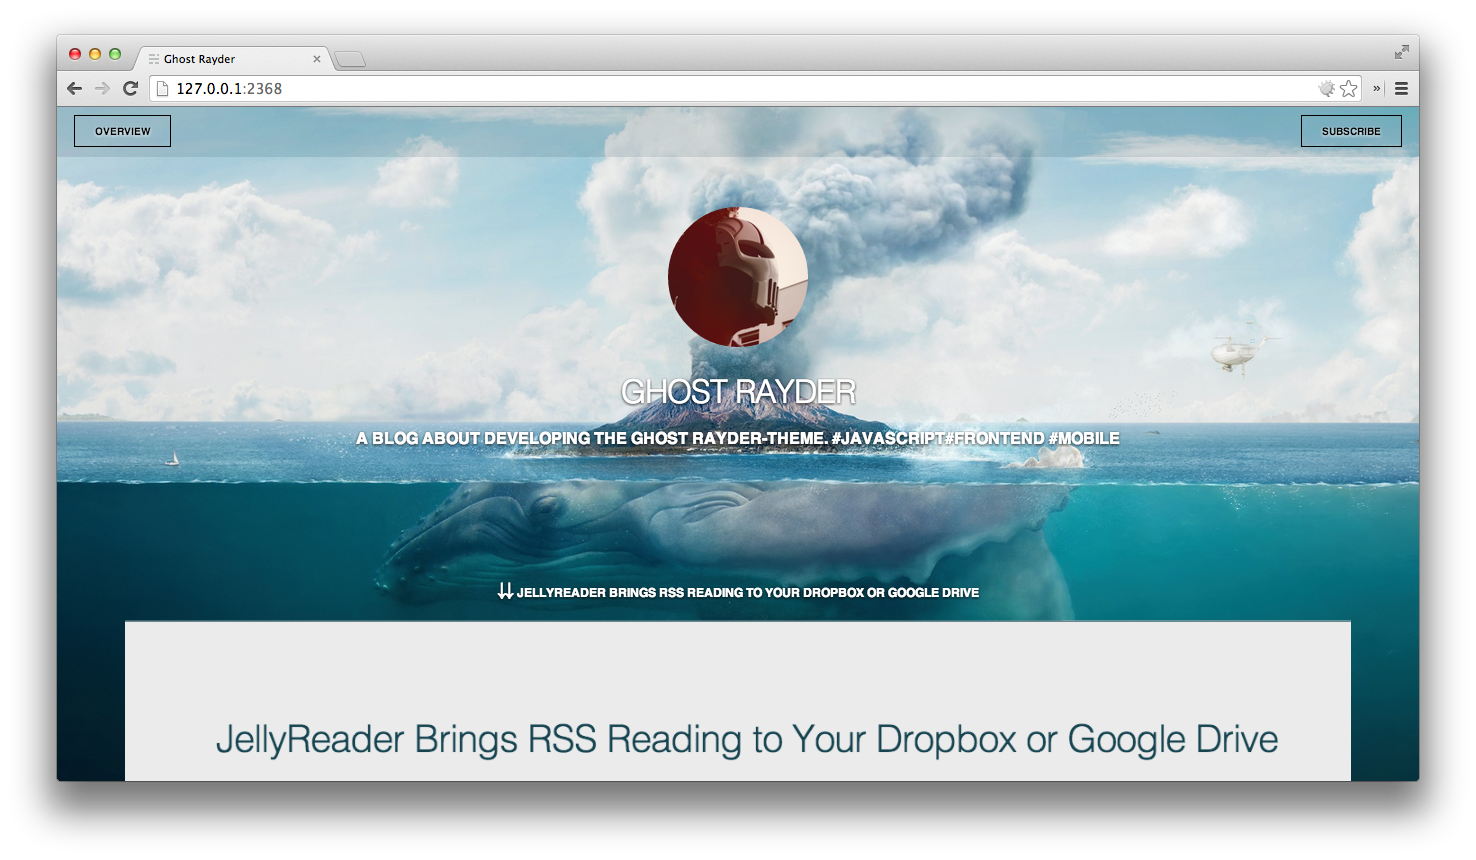 Ghost Rayder
127.0.0.1:2368
OVERVIEW
SUBSCRIBE
GHOST RAYDER
A BLOG ABOUT DEVELOPING THE GHOST RAYDER-THEME. #JAVASCRIPT#FRONTEND #MOBILE
JELLYREADER BRINGS RSS READING TO YOUR DROPBOX OR GOOGLE DRIVE
JellyReader Brings RSS Reading to Your Dropbox or Google Drive